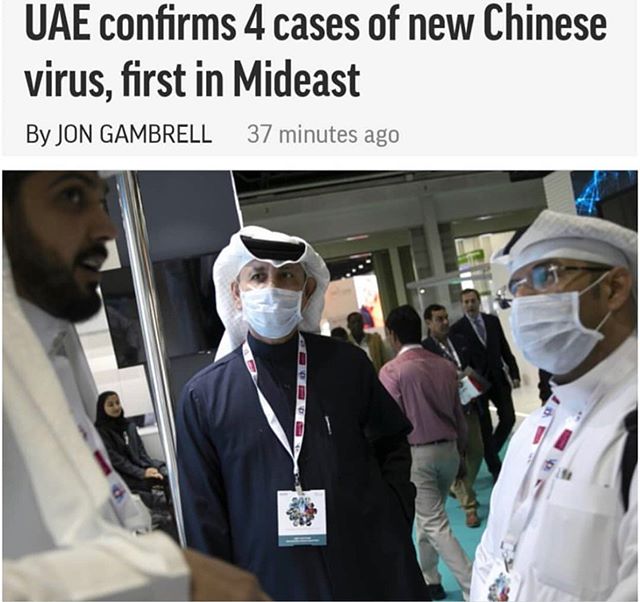 UAE confirms 4 cases of new Chinese
virus, first in Mideast
By JON GAMBRELL 37 minutes ago